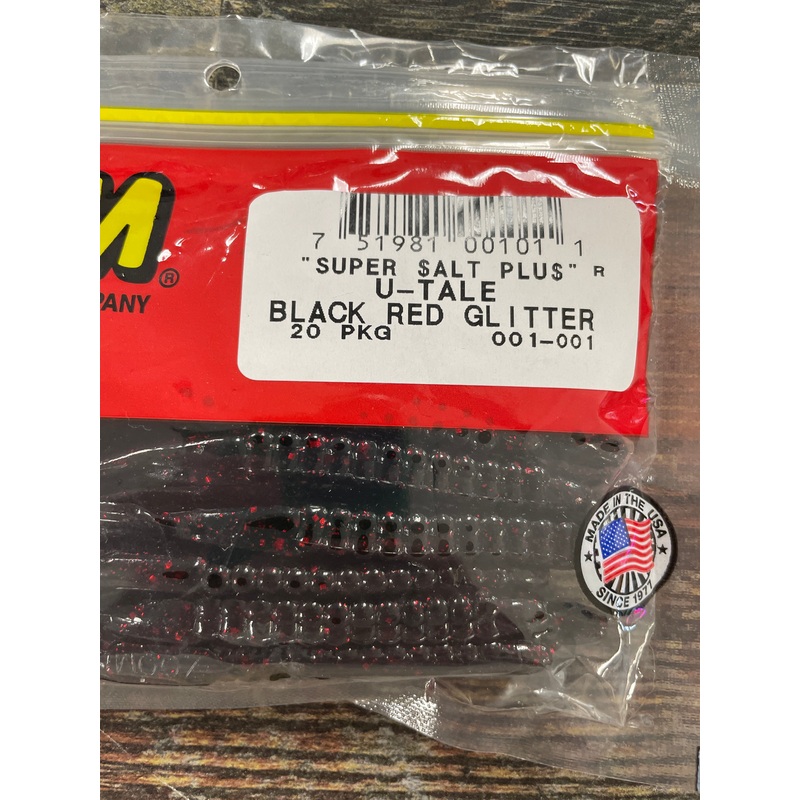 M®
MPANY
7 51981 00101 1
"SUPER $ALT PLU$" R
U-TALE
BLACK RED GLITTER
20 PKG 001-001
MADE IN THE USA
SINCE 1977